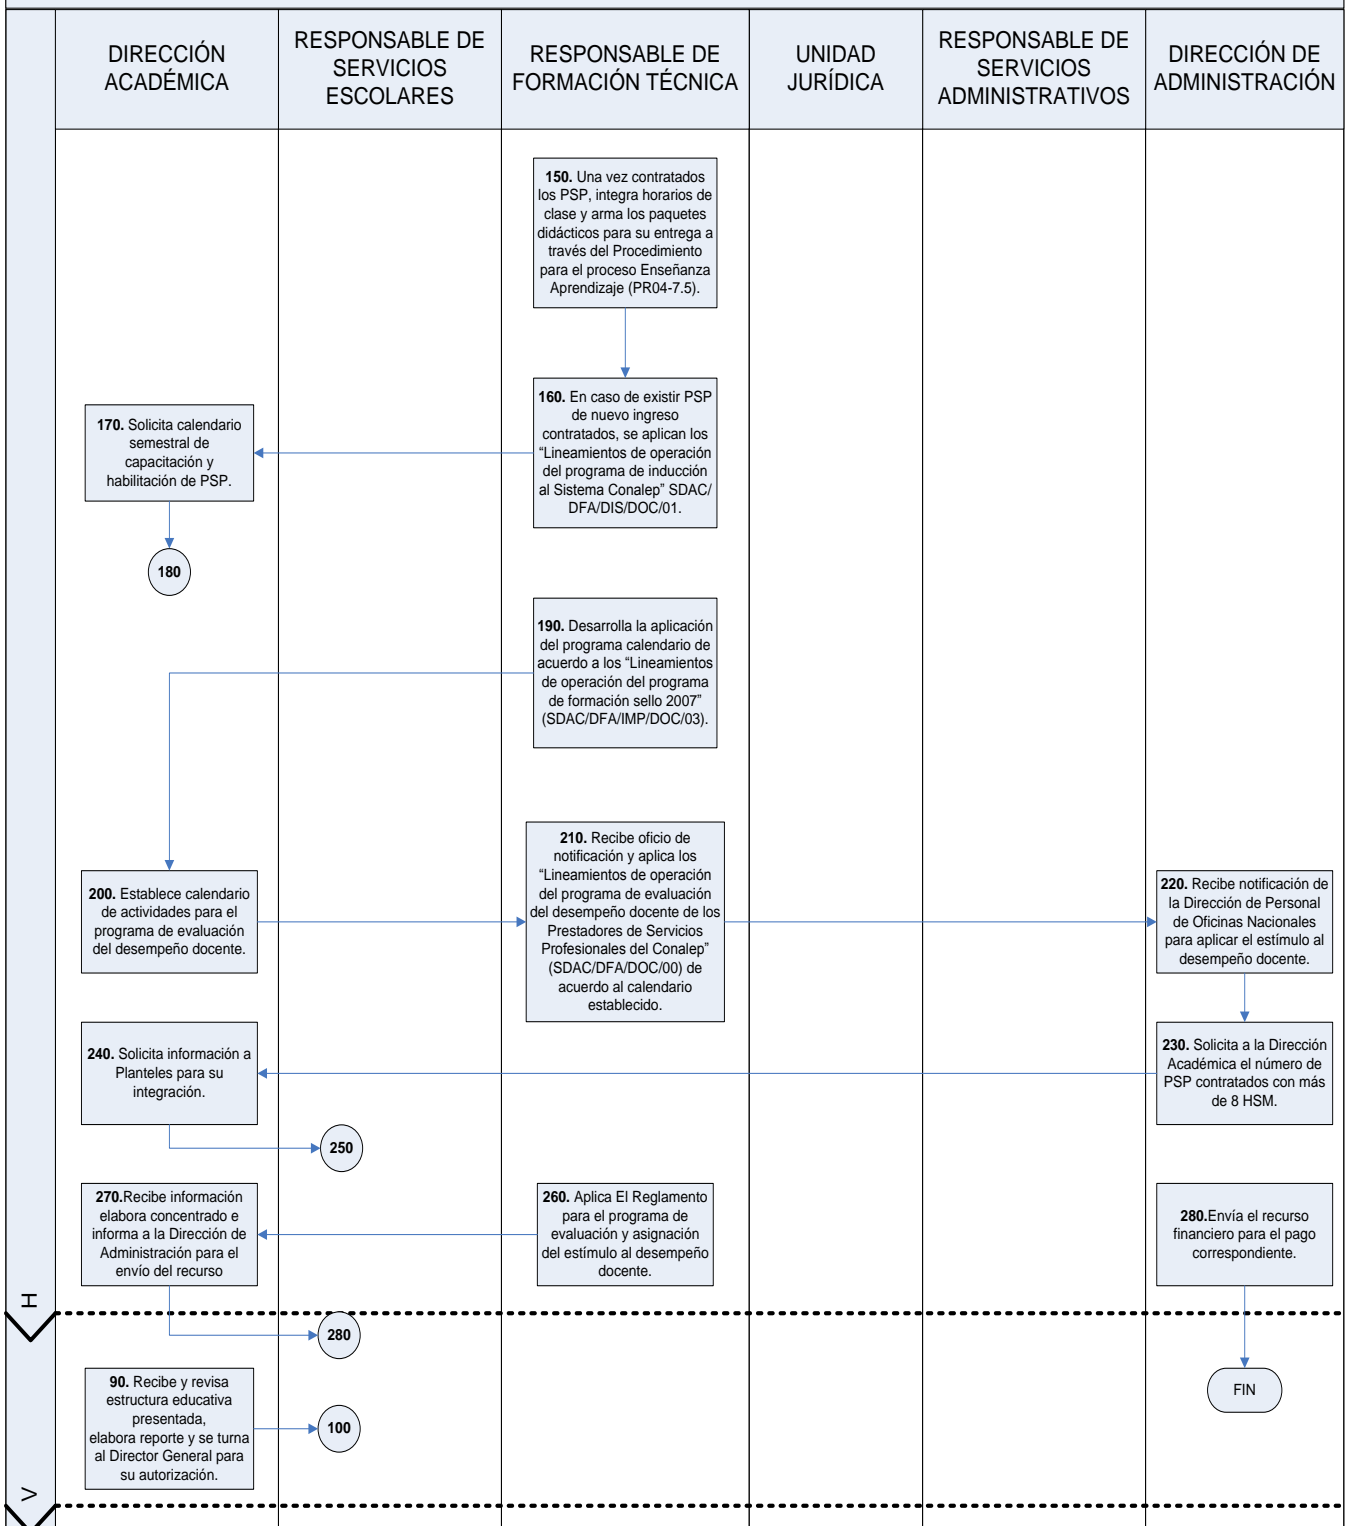 DIRECCIÓN
ACADÉMICA
RESPONSABLE DE
SERVICIOS
ESCOLARES
RESPONSABLE DE
FORMACIÓN TÉCNICA
UNIDAD
JURÍDICA
RESPONSABLE DE
SERVICIOS
ADMINISTRATIVOS
DIRECCIÓN DE
ADMINISTRACIÓN
150. Una vez contratados
los PSP, integra horarios de
clase y arma los paquetes
didácticos para su entrega a
través del Procedimiento
para el proceso Enseñanza
Aprendizaje (PR04-7.5).
160. En caso de existir PSP
de nuevo ingreso
contratados, se aplican los
“Lineamientos de operación
del programa de inducción
al Sistema Conalep” SDAC/
DFA/DIS/DOC/01.
170. Solicita calendario
semestral de
capacitación y
habilitación de PSP.
180
190. Desarrolla la aplicación
del programa calendario de
acuerdo a los “Lineamientos
de operación del programa
de formación sello 2007”
(SDAC/DFA/IMP/DOC/03).
200. Establece calendario
de actividades para el
programa de evaluación
del desempeño docente.
210. Recibe oficio de
notificación y aplica los
“Lineamientos de operación
del programa de evaluación
del desempeño docente de los
Prestadores de Servicios
Profesionales del Conalep”
(SDAC/DFA/DOC/00) de
acuerdo al calendario
establecido.
220. Recibe notificación de
la Dirección de Personal
de Oficinas Nacionales
para aplicar el estímulo al
desempeño docente.
230. Solicita a la Dirección
Académica el número de
PSP contratados con más
de 8 HSM.
240. Solicita información a
Planteles para su
integración.
250
260. Aplica El Reglamento
para el programa de
evaluación y asignación
del estímulo al desempeño
docente.
270.Recibe información
elabora concentrado e
informa a la Dirección de
Administración para el
envío del recurso
280.Envía el recurso
financiero para el pago
correspondiente.
H
280
FIN
90. Recibe y revisa
estructura educativa
presentada,
elabora reporte y se turna
al Director General para
su autorización.
100
V